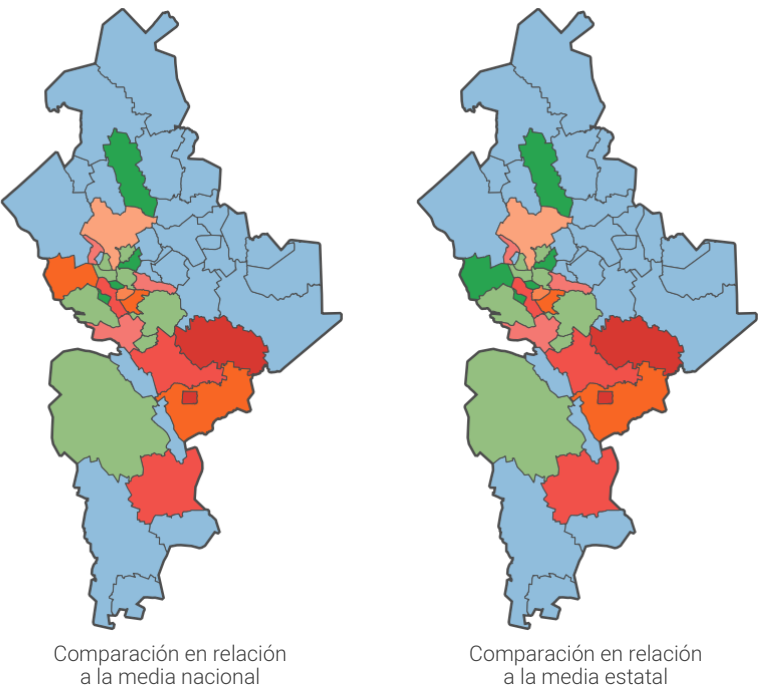 Comparación en relación
a la media nacional
Comparación en relación
a la media estatal